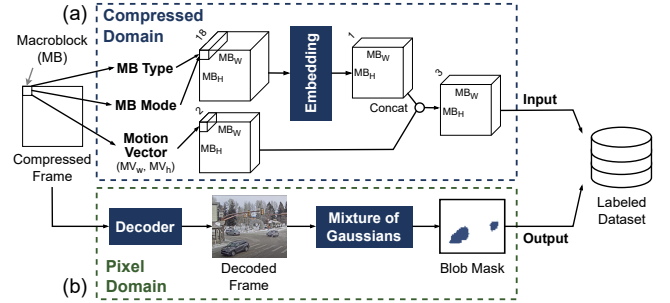 (a)
Compressed
Domain
Macroblock
(MB)
MB Type
MB Mode
Motion
Vector
(MVw, MVh)
18
MBW
MBH
2
MBW
MBH
Embedding
1
MBW
MBH
Concat
3
MBW
MBH
Input
Compressed
Frame
Labeled
Dataset
Decoder
Decoded
Frame
Mixture of
Gaussians
Blob Mask
Output
(b)
Pixel
Domain